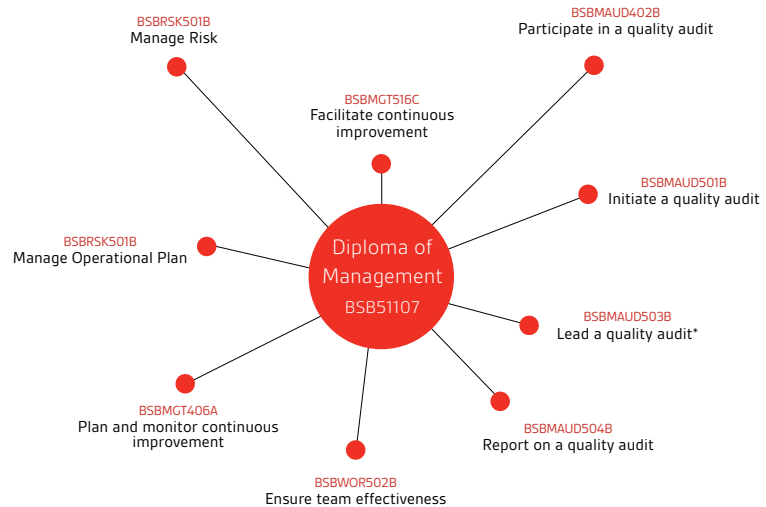 BSBRSK501B
Manage Risk
BSBMAUD402B
Participate in a quality audit
BSBMGT516C
Facilitate continuous
improvement
BSBMAUD501B
Initiate a quality audit
BSBRSK501B
Manage Operational Plan
Diploma of
Management
BSB51107
BSBMAUD503B
Lead a quality audit*
BSBMGT406A
Plan and monitor continuous
improvement
BSBMAUD504B
Report on a quality audit
BSBWOR502B
Ensure team effectiveness